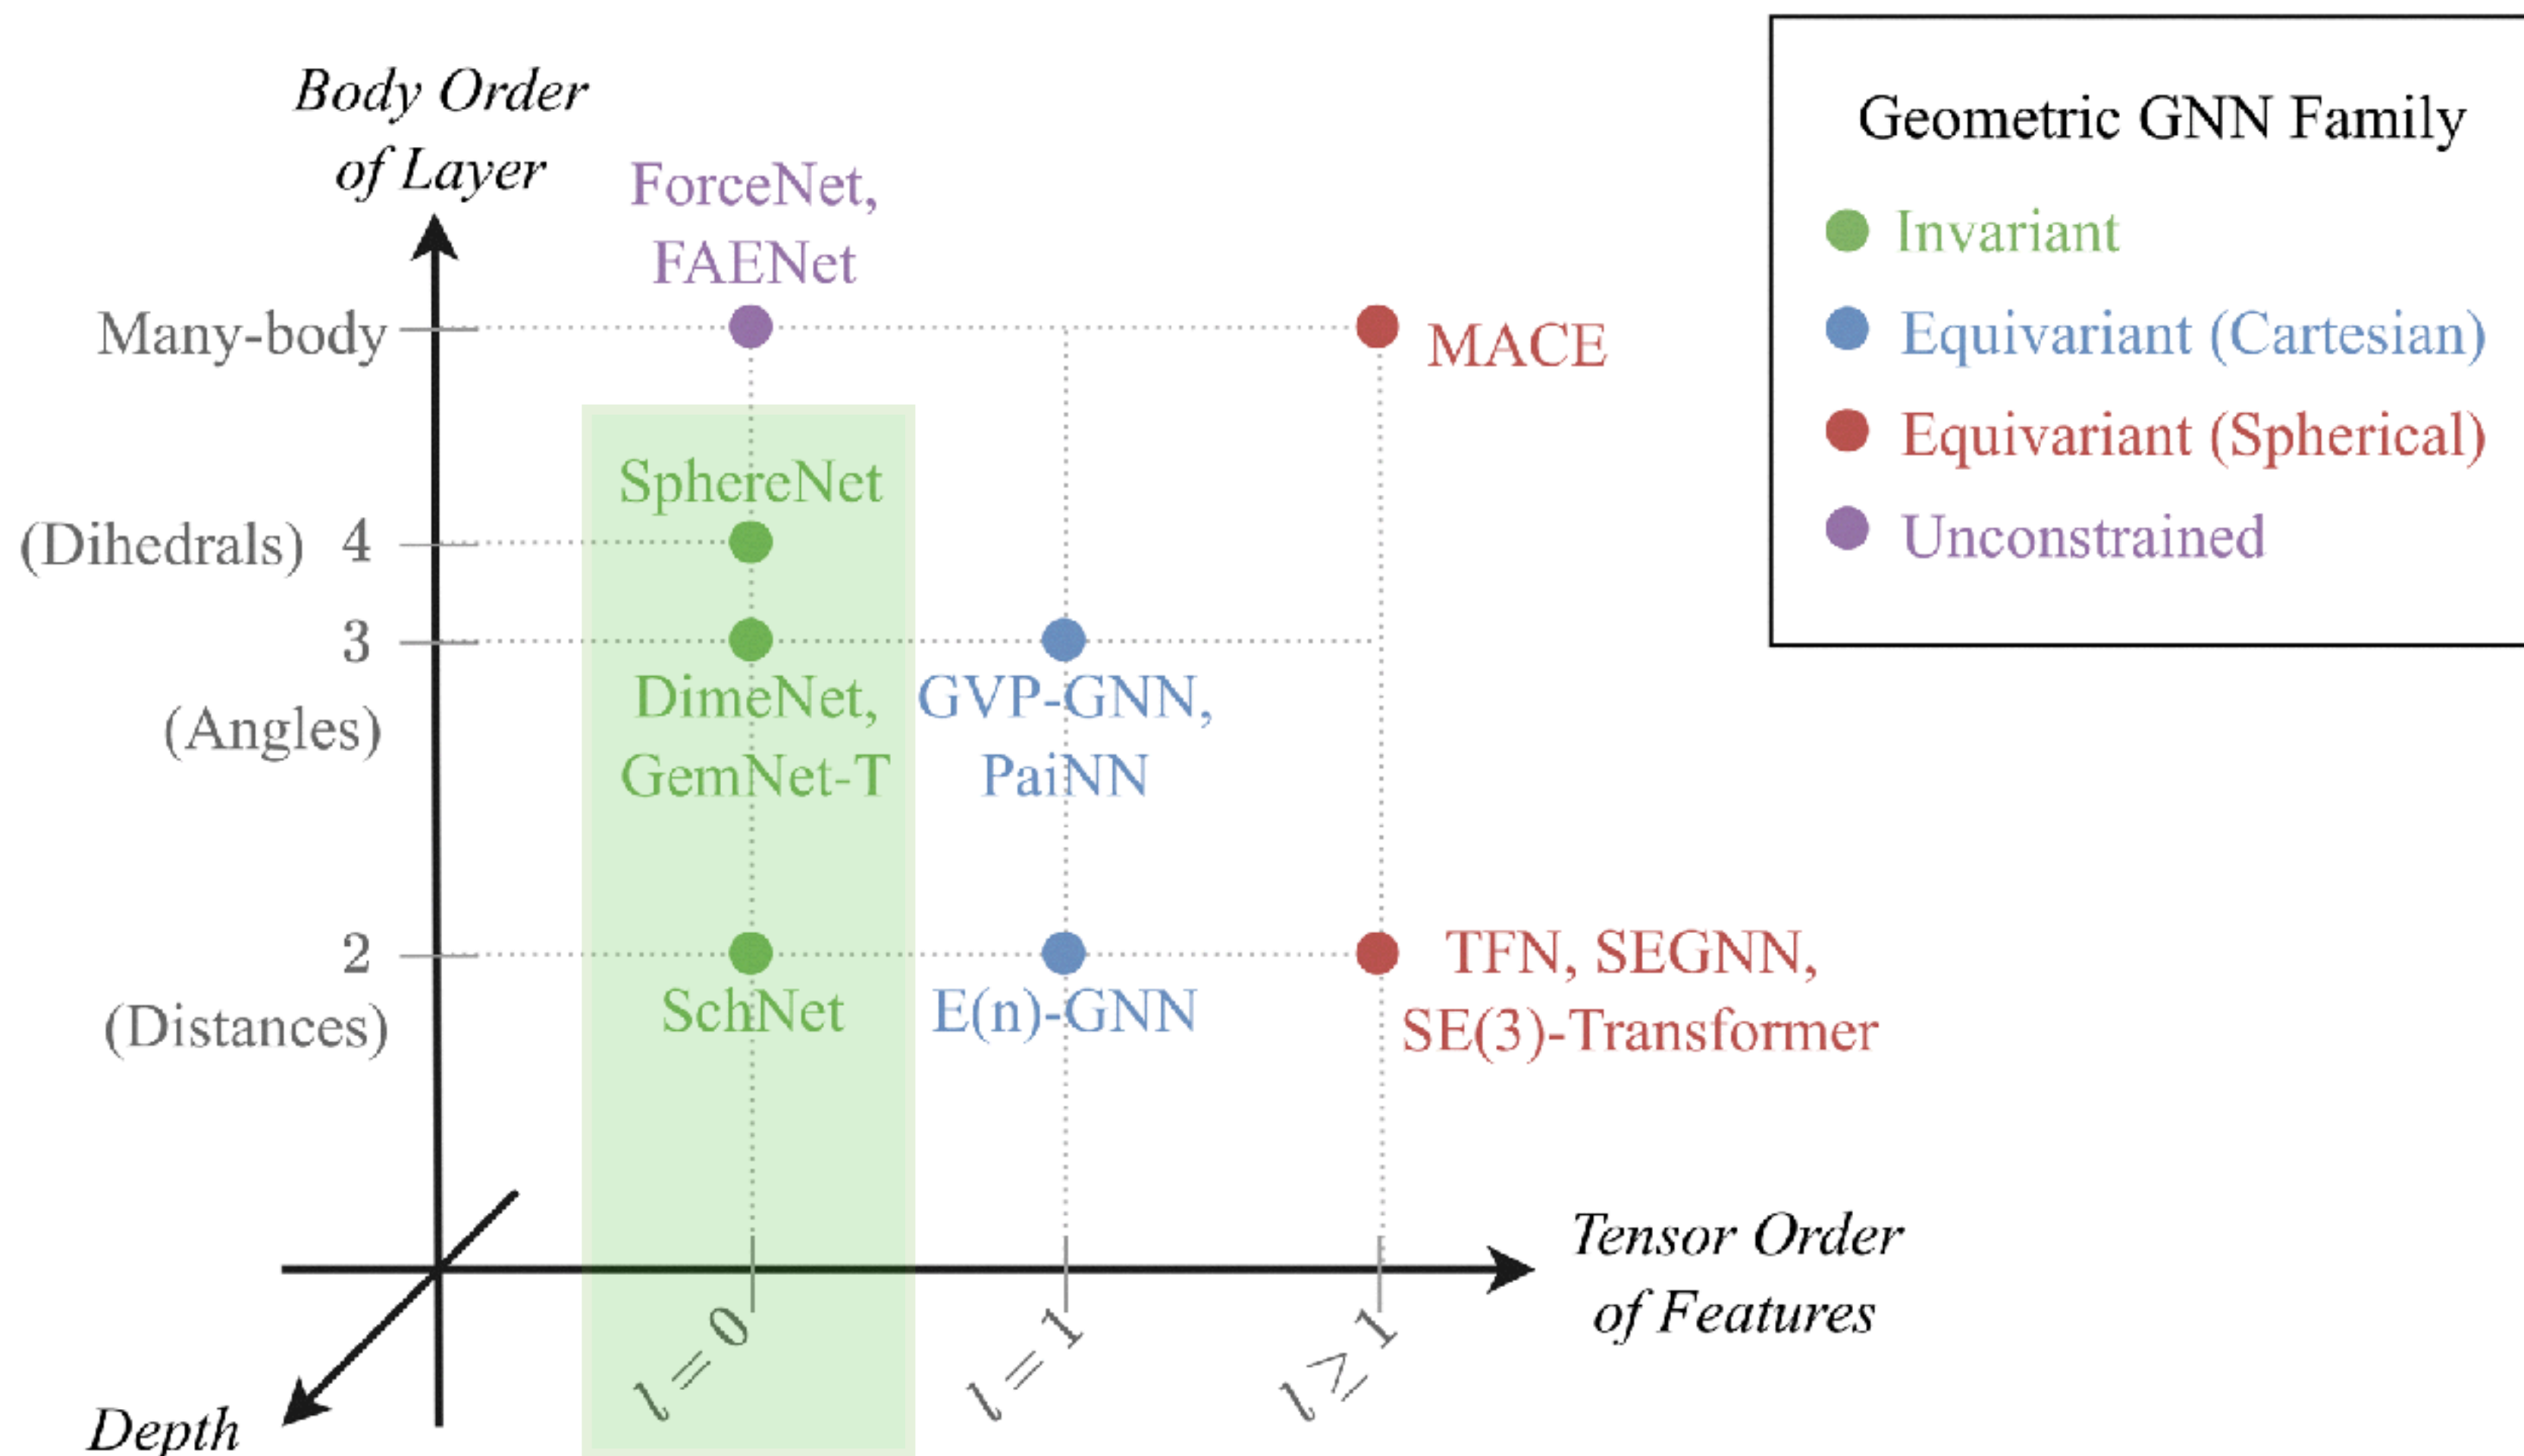 Body Order
of Layer
Geometric GNN Family
Invariant
Equivariant (Cartesian)
Equivariant (Spherical)
Unconstrained
ForceNet,
FAENet
Many-body
MACE
SphereNet
(Dihedrals) 4
3
DimeNet,
GemNet-T
GVP-GNN,
PaiNN
(Angles)
2
SchNet
E(n)-GNN
TFN, SEGNN,
SE(3)-Transformer
(Distances)
Tensor Order
of Features
l = 0
l = 1
l ≥ 1
Depth